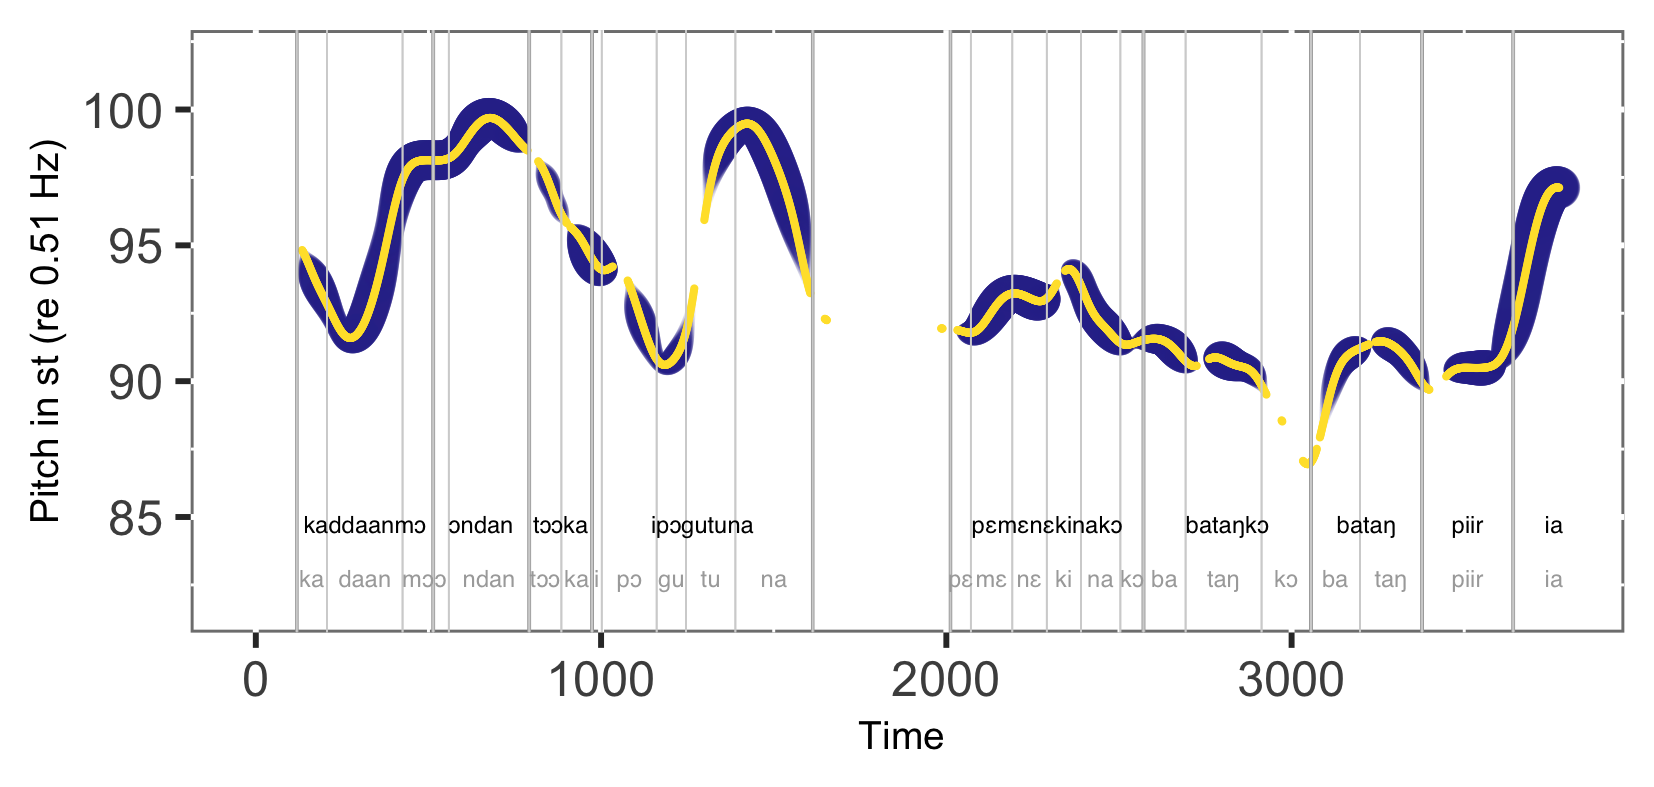 Pitch in st (re 0.51 Hz)
100
95
90
85
kaddaanmɔ ɔndan tɔɔka ipɔgutuna pɛmɛnɛkinakɔ bataŋkɔ bataŋ piir ia
ka daan mɔ ɔ ndan tɔɔ ka i pɔ gu tu na pɛ mɛ nɛ ki na kɔ ba taŋ kɔ ba taŋ piir ia
0 1000 2000 3000
Time